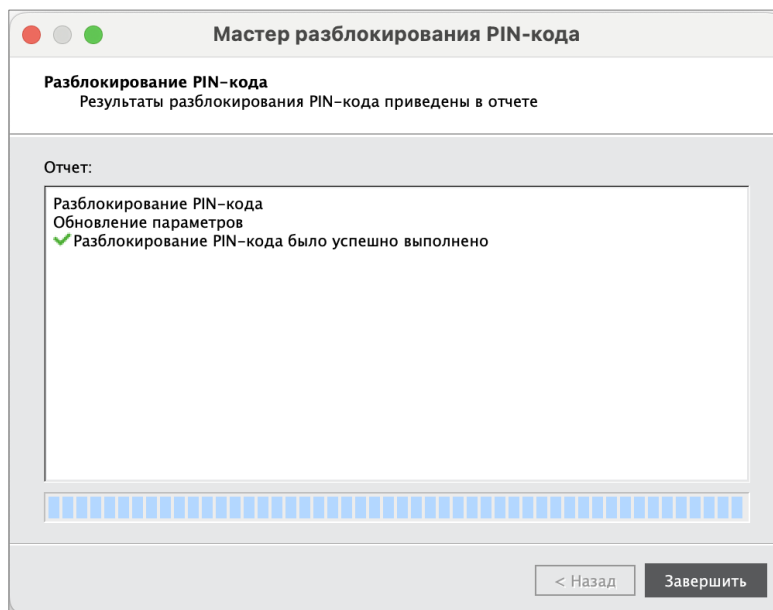 Мастер разблокирования PIN-кода
Разблокирование PIN-кода
Результаты разблокирования PIN-кода приведены в отчете
Отчет:
Разблокирование PIN-кода
Обновление параметров
Разблокирование PIN-кода было успешно выполнено
< Назад
Завершить